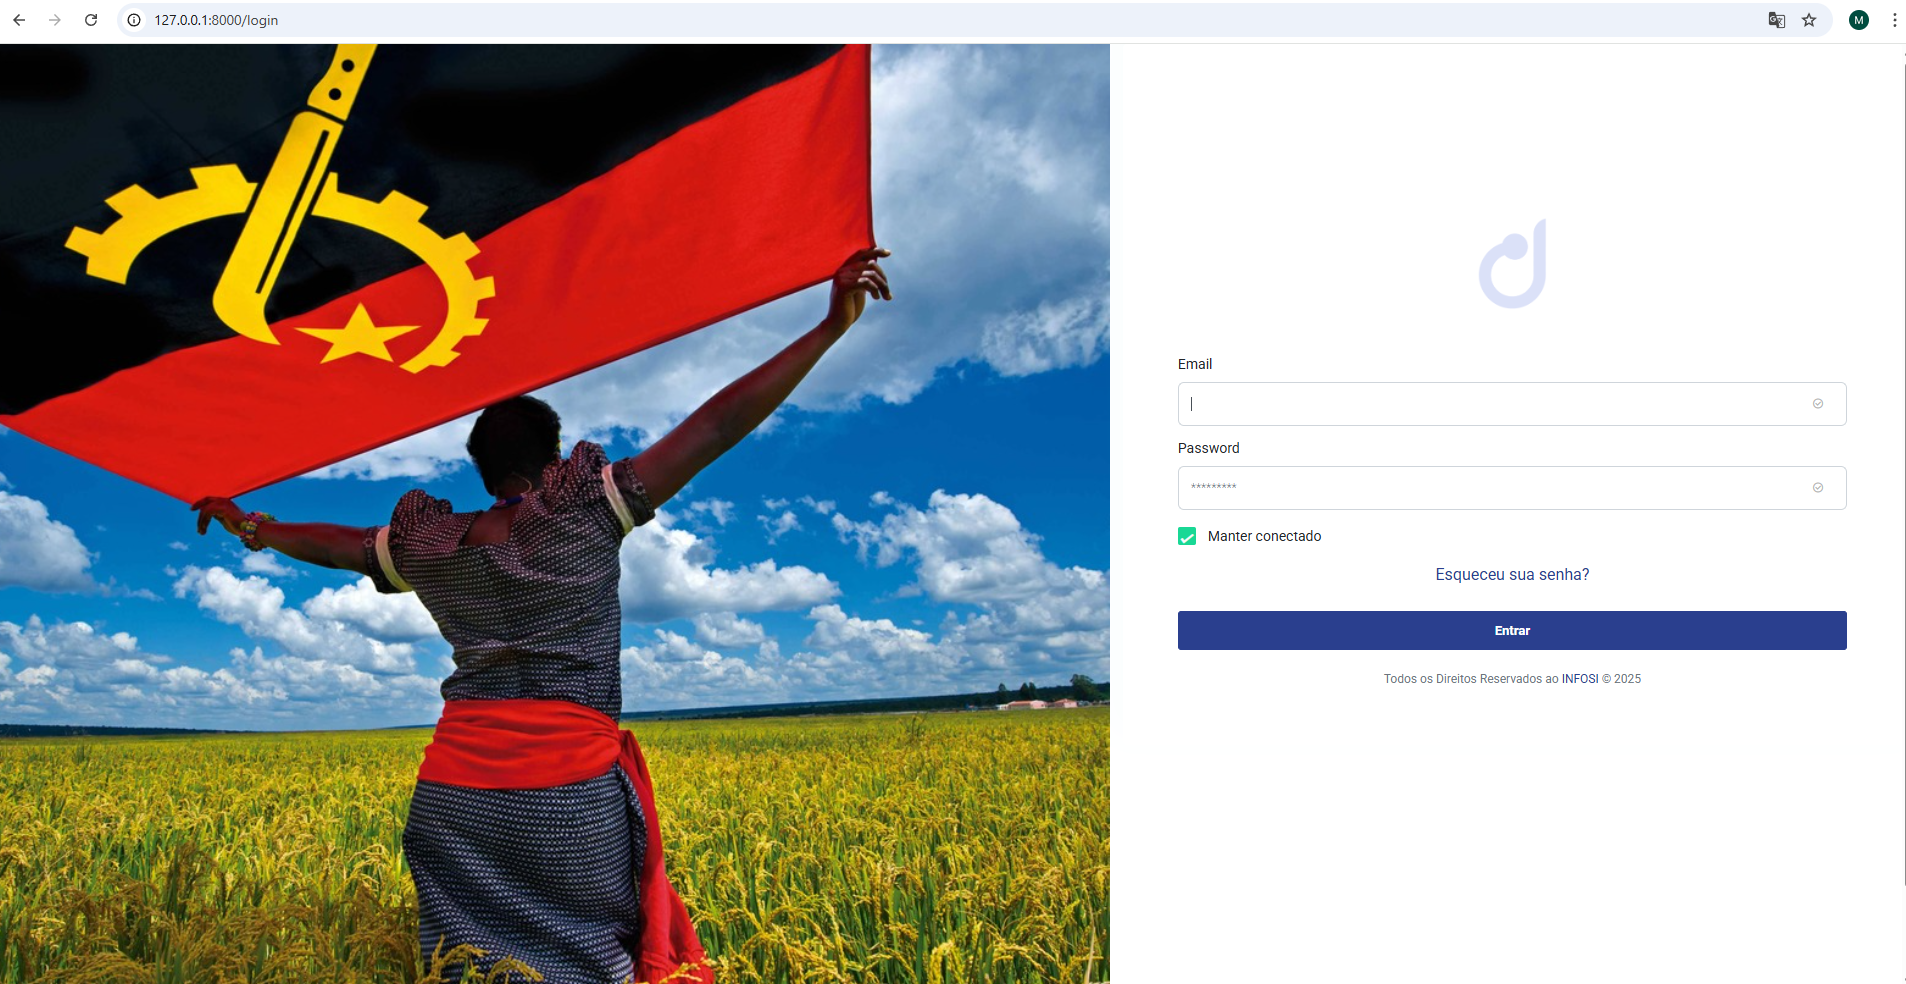 127.0.0.1:8000/login
M
Email
Password
*********
Manter conectado
Esqueceu sua senha?
Entrar
Todos os Direitos Reservados ao INFOSI © 2025